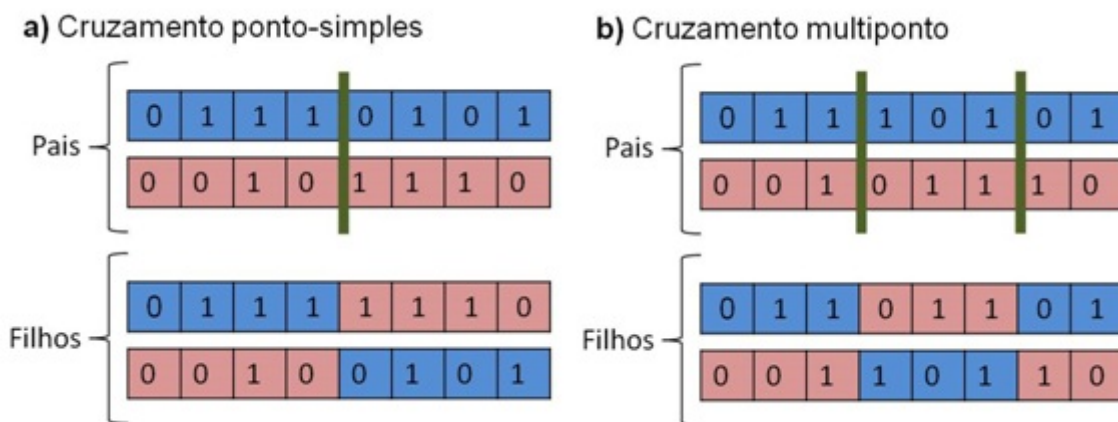 a) Cruzamento ponto-simples
Pais
0 1 1 1 0 1 0 1
0 0 1 0 1 1 1 0
Filhos
0 1 1 1 1 1 1 0
0 0 1 0 0 1 0 1
b) Cruzamento multiponto
Pais
0 1 1 1 0 1 0 1
0 0 1 0 1 1 1 0
Filhos
0 1 1 0 1 1 0 1
0 0 1 1 0 1 1 0